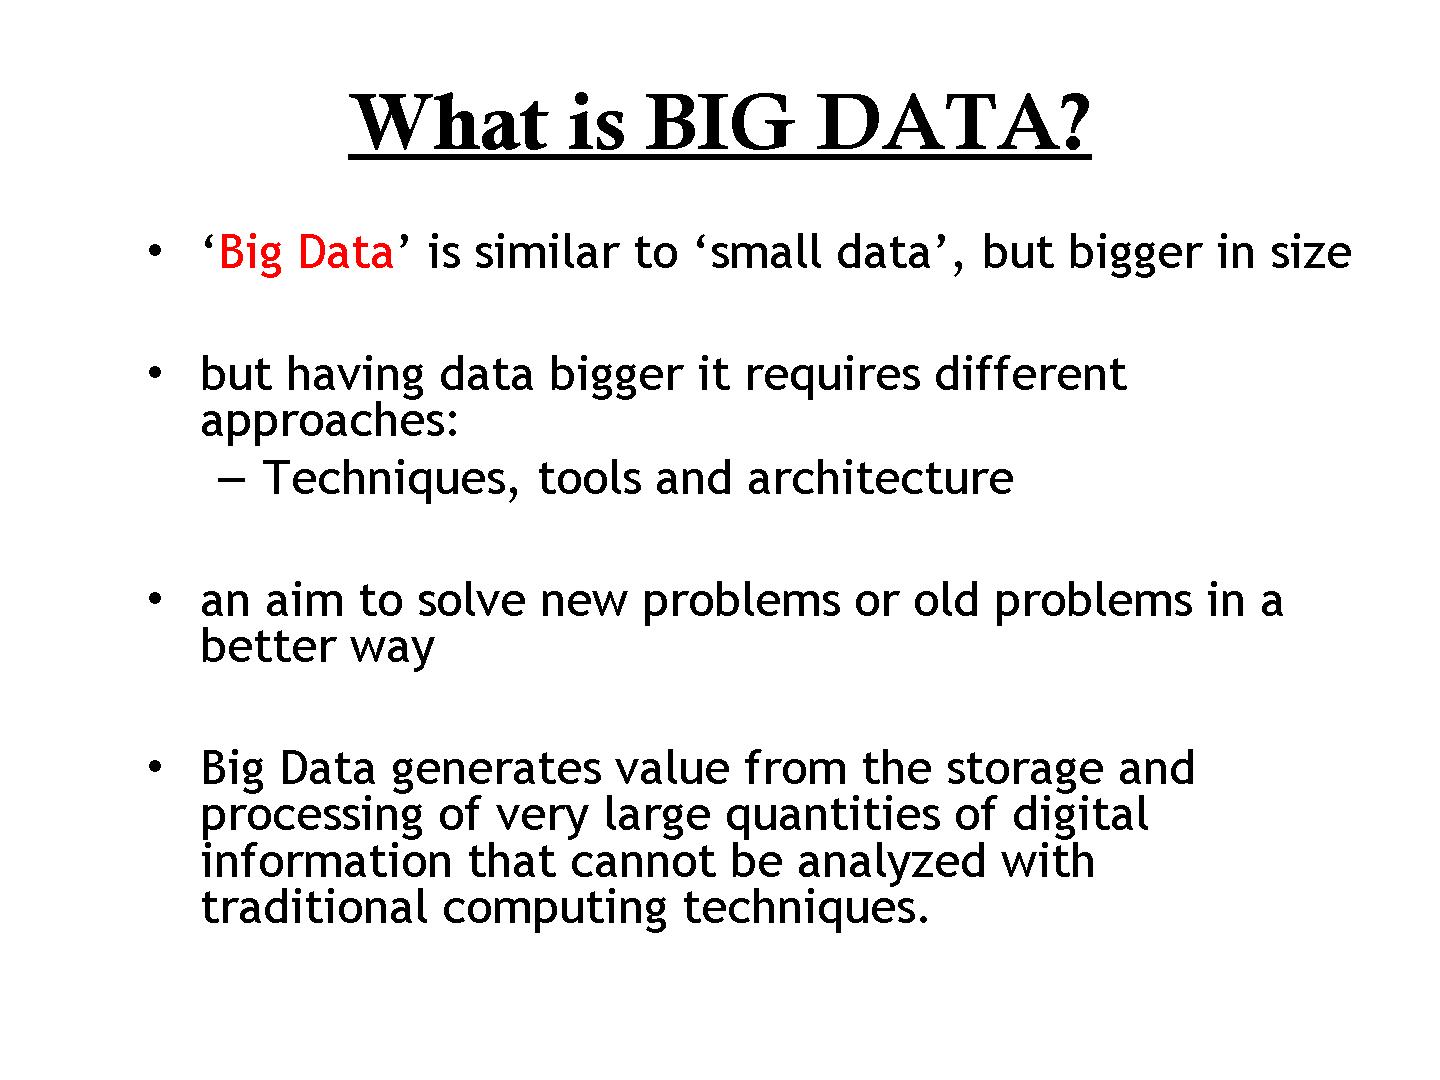 What is BIG DATA?
• ‘Big Data’ is similar to ‘small data’, but bigger in size
• but having data bigger it requires different
approaches:
– Techniques, tools and architecture
• an aim to solve new problems or old problems in a
better way
• Big Data generates value from the storage and
processing of very large quantities of digital
information that cannot be analyzed with
traditional computing techniques.